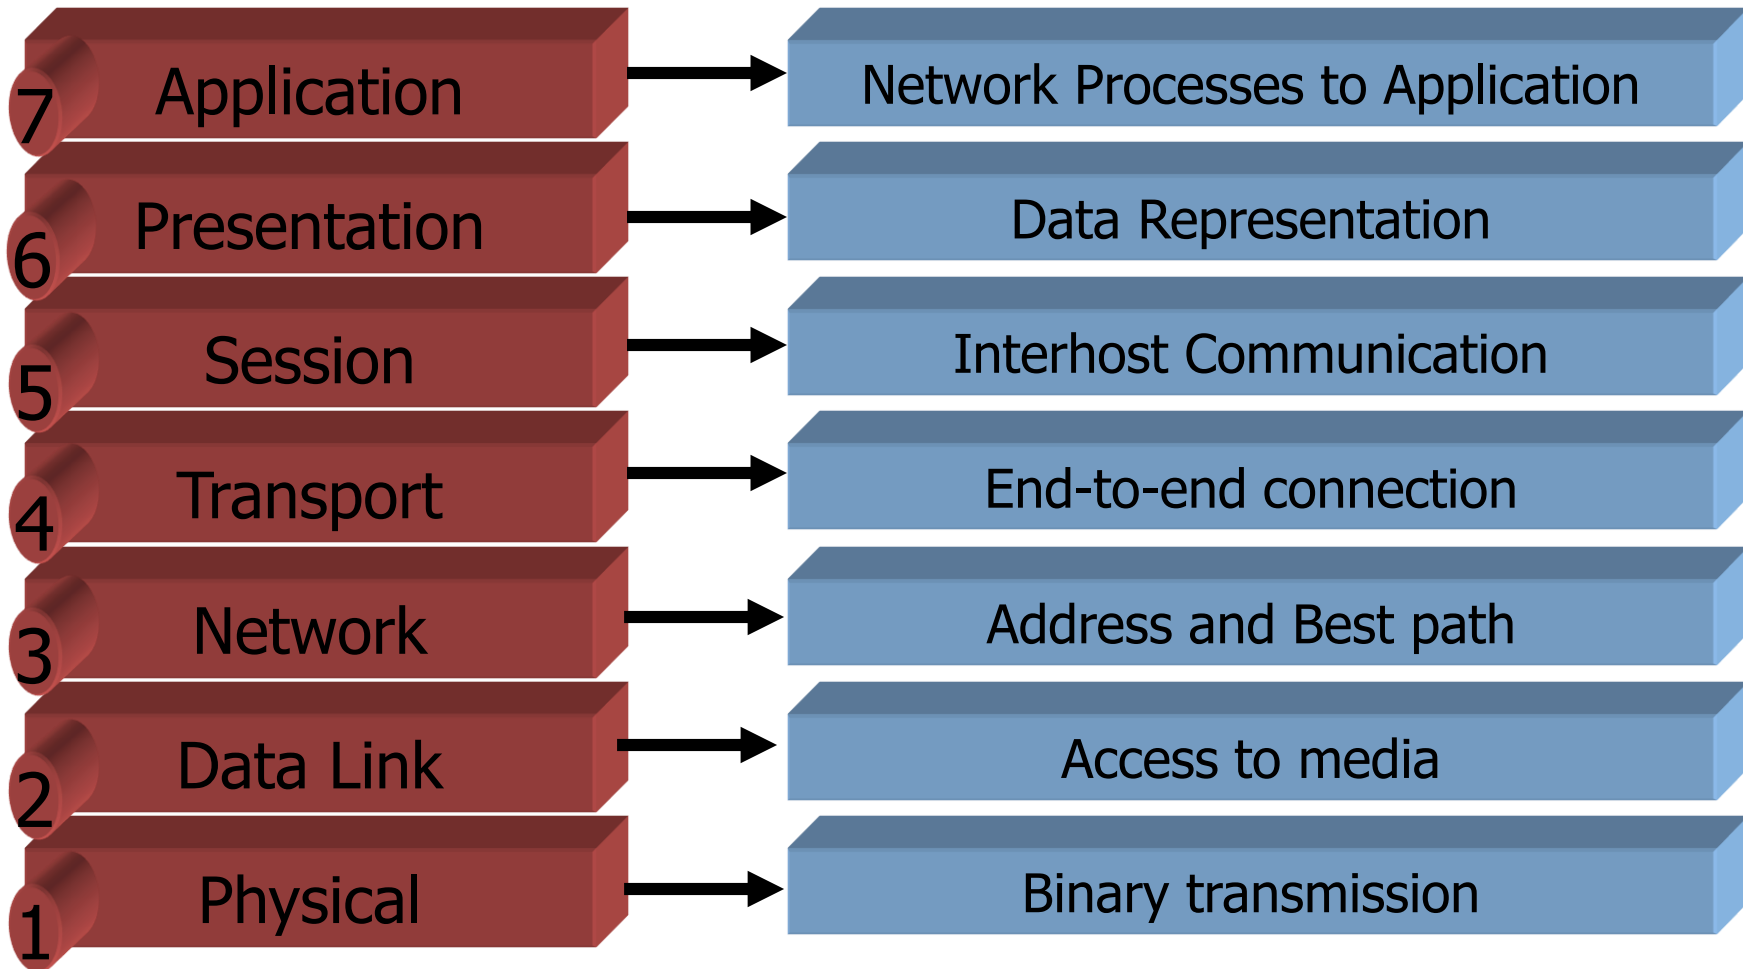 7
Application
Network Processes to Application
6
Presentation
Data Representation
5
Session
Interhost Communication
4
Transport
End-to-end connection
3
Network
Address and Best path
2
Data Link
Access to media
1
Physical
Binary transmission